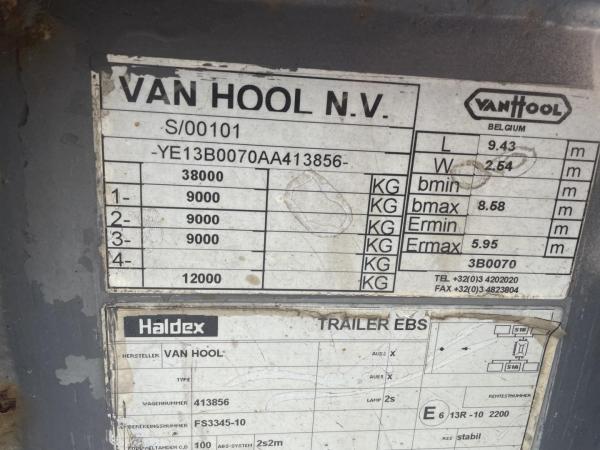 VAN HOOL N.V.
VANHOOL
BELGIUM
S/00101
-YE13B0070AA413856-
38000 KG
1- 9000 KG
2- 9000 KG
3- 9000 KG
4- KG
12000 KG
L 9.43 m
W 2.54 m
bmin m
bmax 8.58 m
Ermin m
Ermax 5.95 m
3B0070
TEL +32(0)3 4202020
FAX +32(0)3 4823804
Haldex TRAILER EBS
HERSTELLER VAN HOOL
TYPE
WAGENNUMMER 413856
FS3345-10
100 ABS-SYSTEM 2s2m
X
X
LAMP 2s
E 6 13R -10 2200
stabil